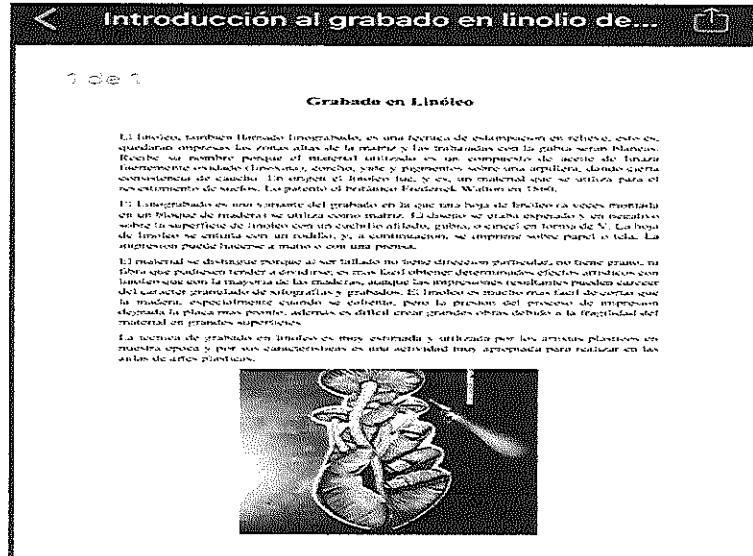 Introducción al grabado en linolio de...
1 de 1
Grabado en Linóleo
El linóleo, también llamado linograbado, es una técnica de estampación en relieve, esto es,
quedarán impresas las zonas altas de la matriz y las trabajadas con la gubia serán blancas.
Recibe su nombre porque el material utilizado es un compuesto de aceite de linaza
fuertemente oxidado (linoxina), corcho, yute y pigmentos sobre una arpillera, dando cierta
consistencia de caucho. En origen el linóleo fue, y es, un material que se utiliza para el
revestimiento de suelos. Lo patentó el británico Frederick Walton en 1860.
El Linograbado es una variante del grabado en la que una hoja de linóleo (a veces montada
en un bloque de madera) se utiliza como matriz. El diseño se graba espejado y en negativo
sobre la superficie de linóleo con un cuchillo afilado, gubia, o cincel en forma de V. La hoja
de linóleo se entinta con un rodillo, y, a continuación, se imprime sobre papel o tela. La
impresión puede hacerse a mano o con una prensa.
El material se distingue porque al ser tallado no tiene dirección particular, no tiene grano, ni
fibra que pudiesen tender a dividirse; es más fácil obtener determinados efectos artísticos con
linóleo que con la mayoría de las maderas, aunque las impresiones resultantes pueden carecer
del carácter granulado de xilografías y grabados. El linóleo es mucho más fácil de cortar que
la madera, especialmente cuando se calienta, pero la presión del proceso de impresión
degrada la placa más pronto, además es difícil crear grandes obras debido a la fragilidad del
material en grandes superficies.
La técnica de grabado en linóleo es muy estimada y utilizada por los artistas plásticos en
nuestra época y por sus características es una actividad muy apropiada para realizar en las
aulas de artes plásticas.